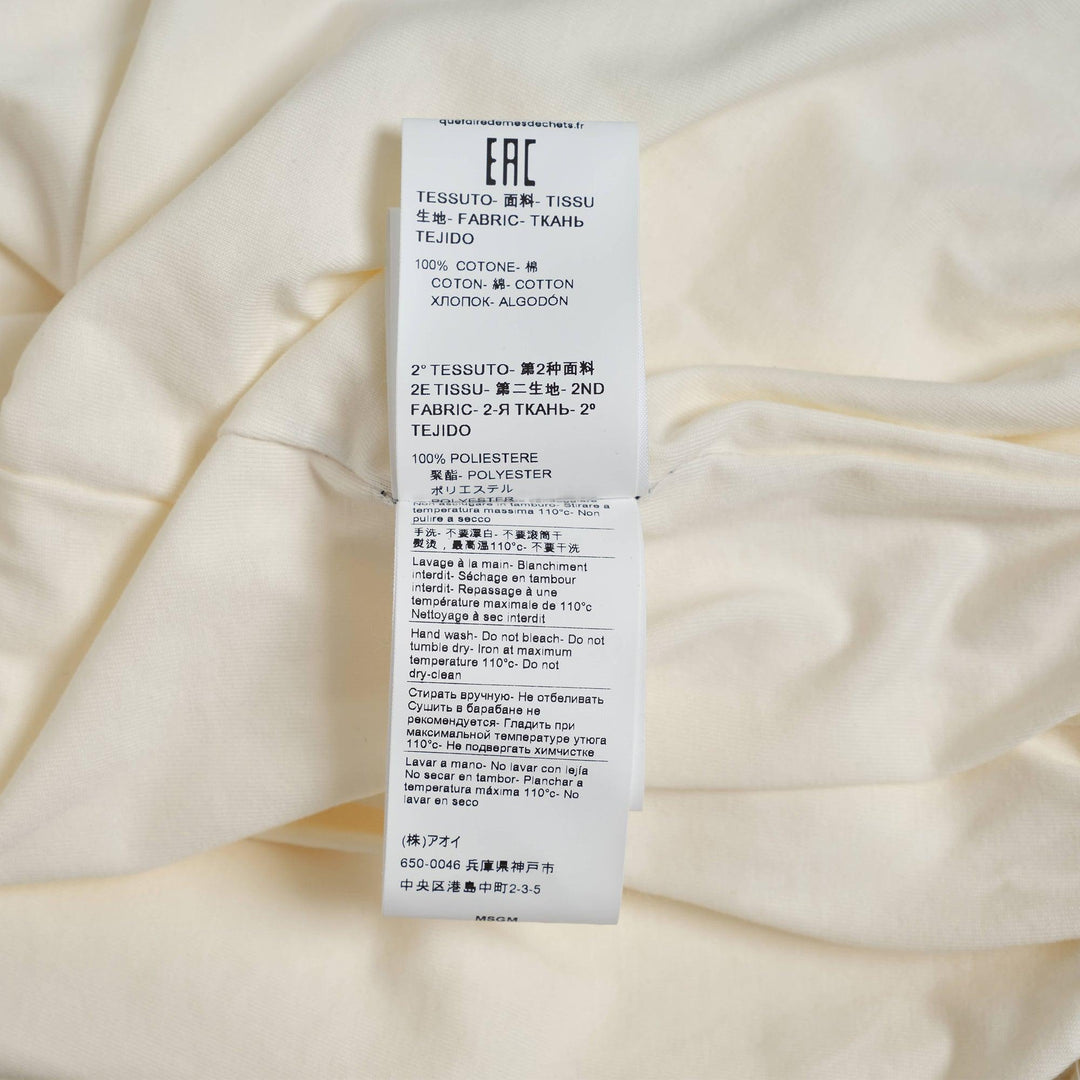 quefairedemesdechets.fr
EAC
TESSUTO- 面料- TISSU
生地- FABRIC- ТКАНЬ
TEJIDO
100% COTONE- 棉
COTON- 綿- COTTON
ХЛОПОК- ALGODÓN
2° TESSUTO- 第2种面料
2E TISSU- 第二生地- 2ND
FABRIC- 2-Я ТКАНЬ- 2º
TEJIDO
100% POLIESTERE
聚酯- POLYESTER
ポリエステル
POLYESTER
Non asciugare in tamburo- Stirare a
temperatura massima 110°c- Non
pulire a secco
手洗- 不要漂白- 不要滚筒干
熨烫，最高温110°c- 不要干洗
Lavage à la main- Blanchiment
interdit- Séchage en tambour
interdit- Repassage à une
température maximale de 110°c
Nettoyage à sec interdit
Hand wash- Do not bleach- Do not
tumble dry- Iron at maximum
temperature 110°c- Do not
dry-clean
Стирать вручную- Не отбеливать
Сушить в барабане не
рекомендуется- Гладить при
максимальной температуре утюга
110°c- Не подвергать химчистке
Lavar a mano- No lavar con lejía
No secar en tambor- Planchar a
temperatura máxima 110°c- No
lavar en seco
(株)アオイ
650-0046 兵庫県神戸市
中央区港島中町2-3-5
MSGM